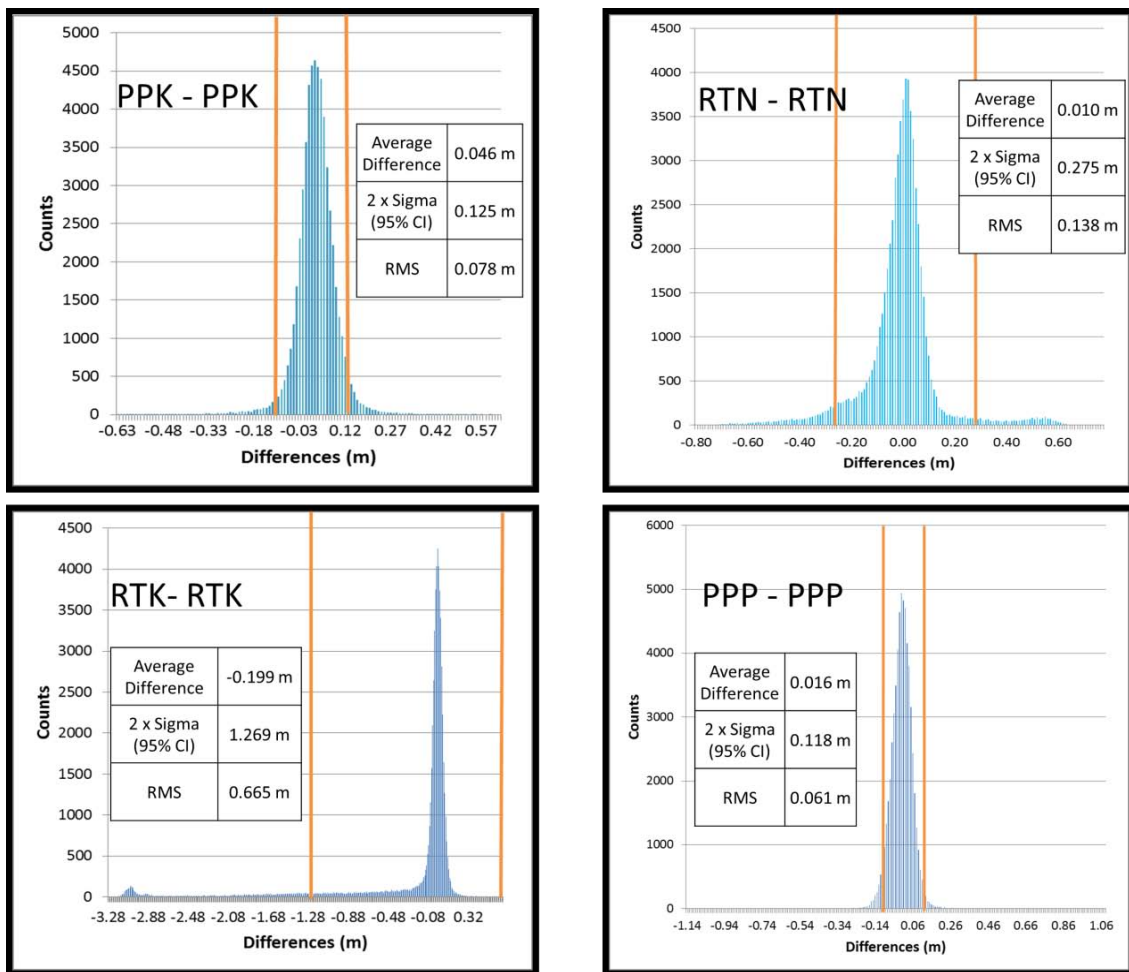 PPK - PPK
5000
4500
4000
3500
3000
2500
2000
1500
1000
500
0
Counts
Average
Difference
0.046 m
2 x Sigma
(95% CI)
0.125 m
RMS
0.078 m
-0.63 -0.48 -0.33 -0.18 -0.03 0.12 0.27 0.42 0.57
Differences (m)
RTN - RTN
4500
4000
3500
3000
2500
2000
1500
1000
500
0
Counts
Average
Difference
0.010 m
2 x Sigma
(95% CI)
0.275 m
RMS
0.138 m
-0.80 -0.60 -0.40 -0.20 0.00 0.20 0.40 0.60
Differences (m)
RTK- RTK
4500
4000
3500
3000
2500
2000
1500
1000
500
0
Counts
Average
Difference
-0.199 m
2 x Sigma
(95% CI)
1.269 m
RMS
0.665 m
-3.28 -2.88 -2.48 -2.08 -1.68 -1.28 -0.88 -0.48 -0.08 0.32
Differences (m)
PPP - PPP
6000
5000
4000
3000
2000
1000
0
Counts
Average
Difference
0.016 m
2 x Sigma
(95% CI)
0.118 m
RMS
0.061 m
-1.14 -0.94 -0.74 -0.54 -0.34 -0.14 0.06 0.26 0.46 0.66 0.86 1.06
Differences (m)